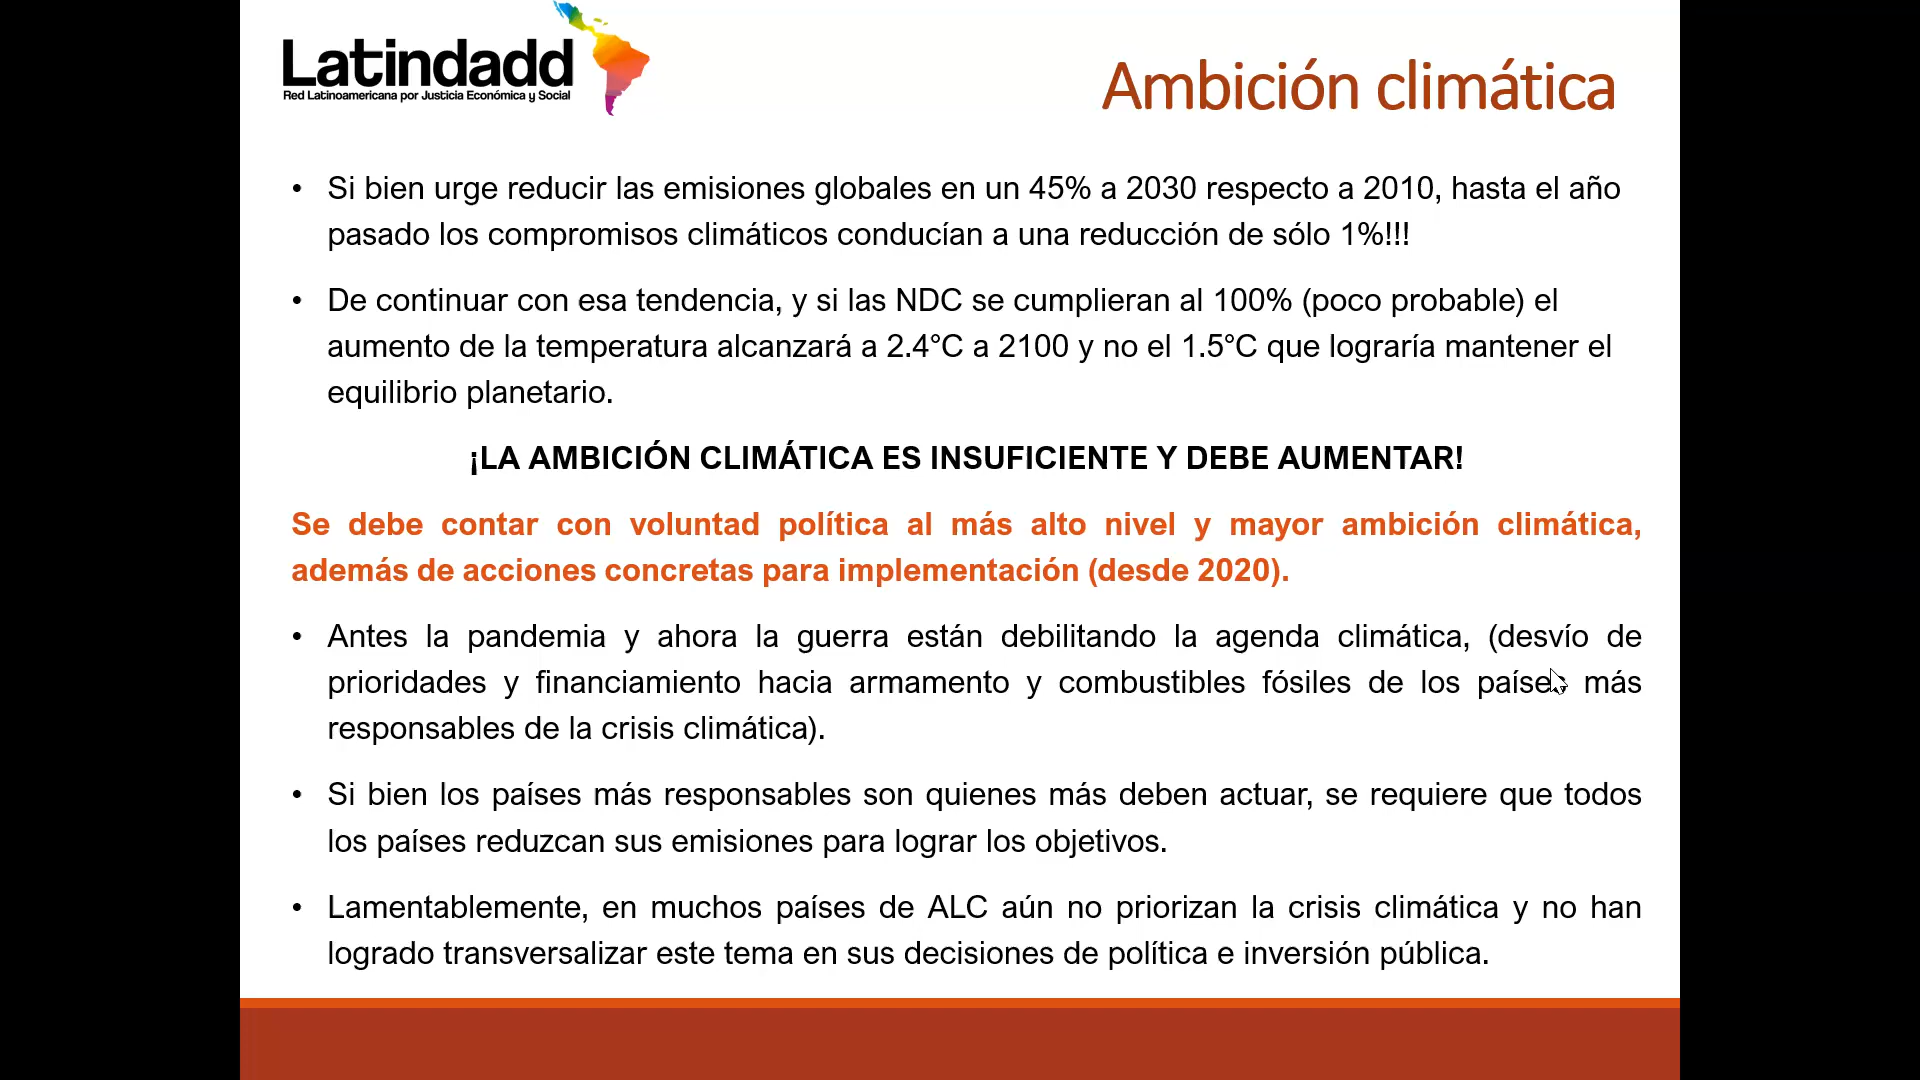 Latindadd
Red Latinoamericana por Justicia Económica y Social
Ambición climática
• Si bien urge reducir las emisiones globales en un 45% a 2030 respecto a 2010, hasta el año
pasado los compromisos climáticos conducían a una reducción de sólo 1%!!!
• De continuar con esa tendencia, y si las NDC se cumplieran al 100% (poco probable) el
aumento de la temperatura alcanzará a 2.4°C a 2100 y no el 1.5°C que lograría mantener el
equilibrio planetario.
¡LA AMBICIÓN CLIMÁTICA ES INSUFICIENTE Y DEBE AUMENTAR!
Se debe contar con voluntad política al más alto nivel y mayor ambición climática,
además de acciones concretas para implementación (desde 2020).
• Antes la pandemia y ahora la guerra están debilitando la agenda climática, (desvío de
prioridades y financiamiento hacia armamento y combustibles fósiles de los países más
responsables de la crisis climática).
• Si bien los países más responsables son quienes más deben actuar, se requiere que todos
los países reduzcan sus emisiones para lograr los objetivos.
• Lamentablemente, en muchos países de ALC aún no priorizan la crisis climática y no han
logrado transversalizar este tema en sus decisiones de política e inversión pública.